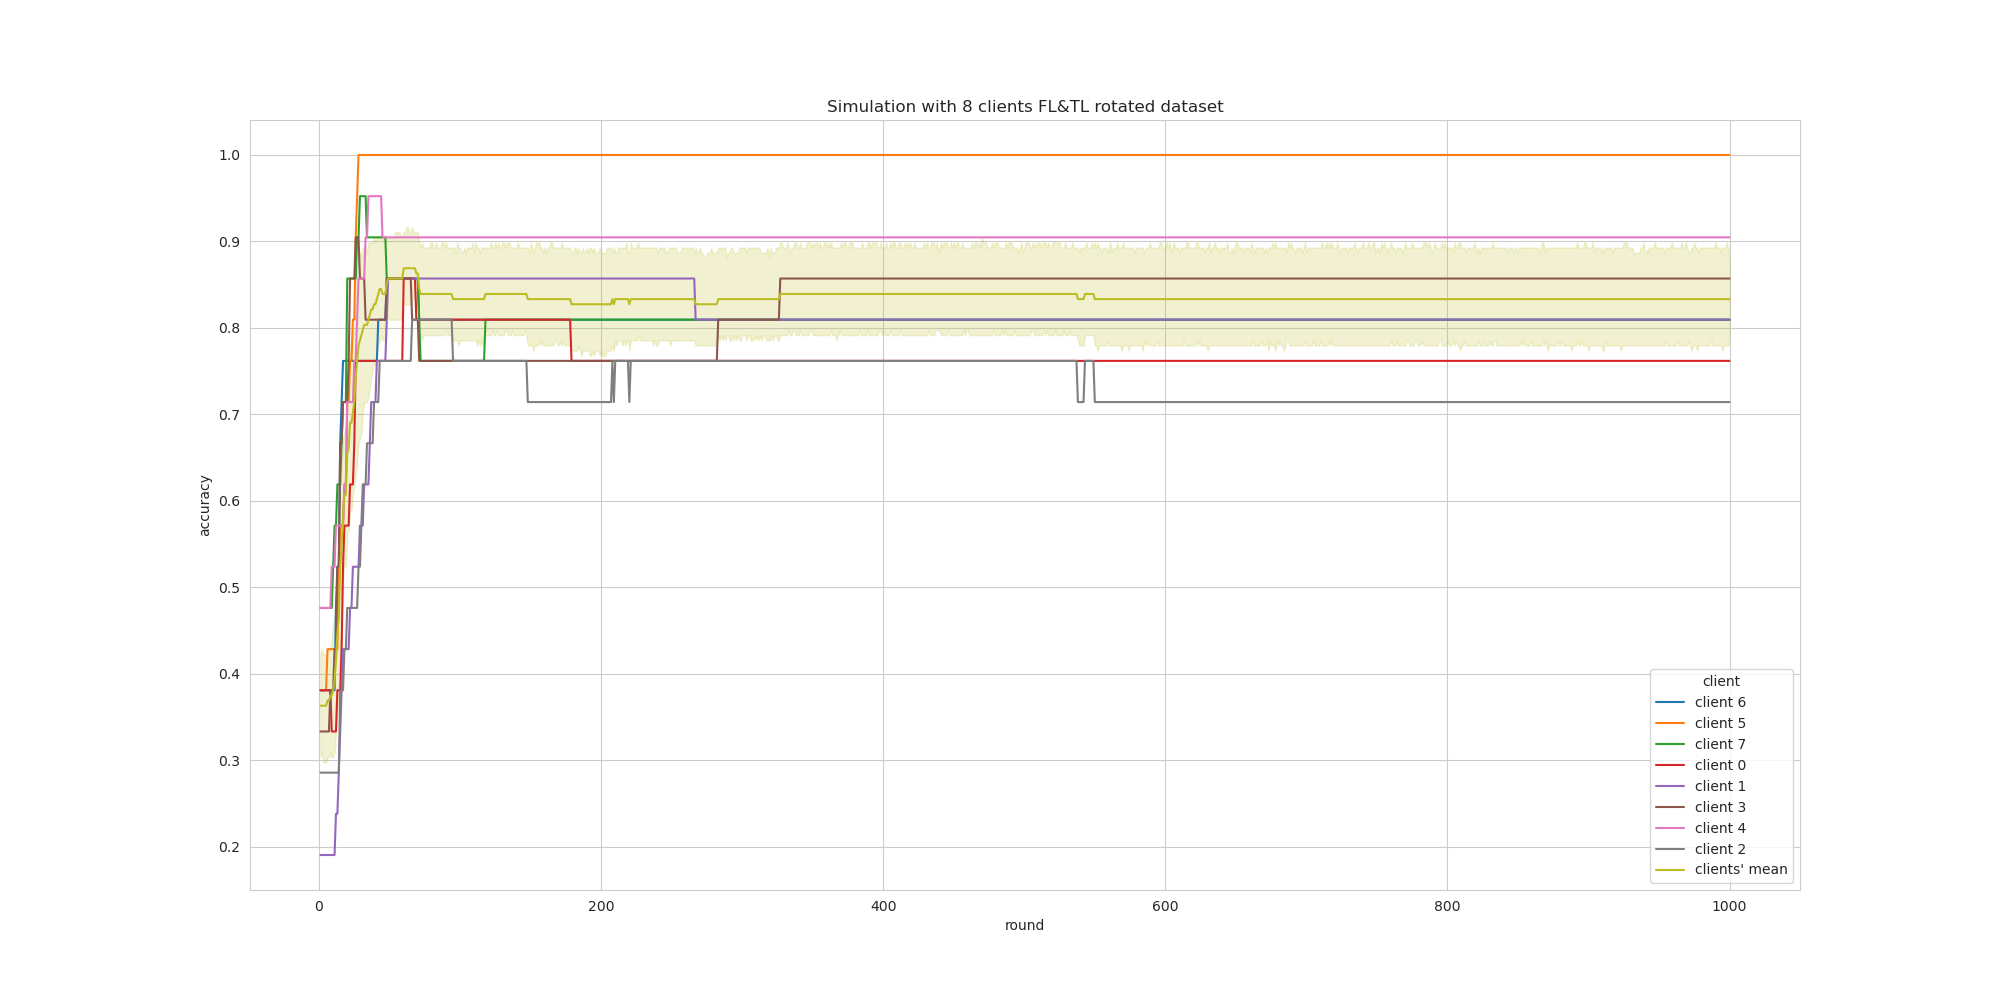 Simulation with 8 clients FL&TL rotated dataset
1.0
0.9
0.8
0.7
0.6
0.5
0.4
0.3
0.2
accuracy
0
200
400
600
800
1000
round
client
client 6
client 5
client 7
client 0
client 1
client 3
client 4
client 2
clients' mean